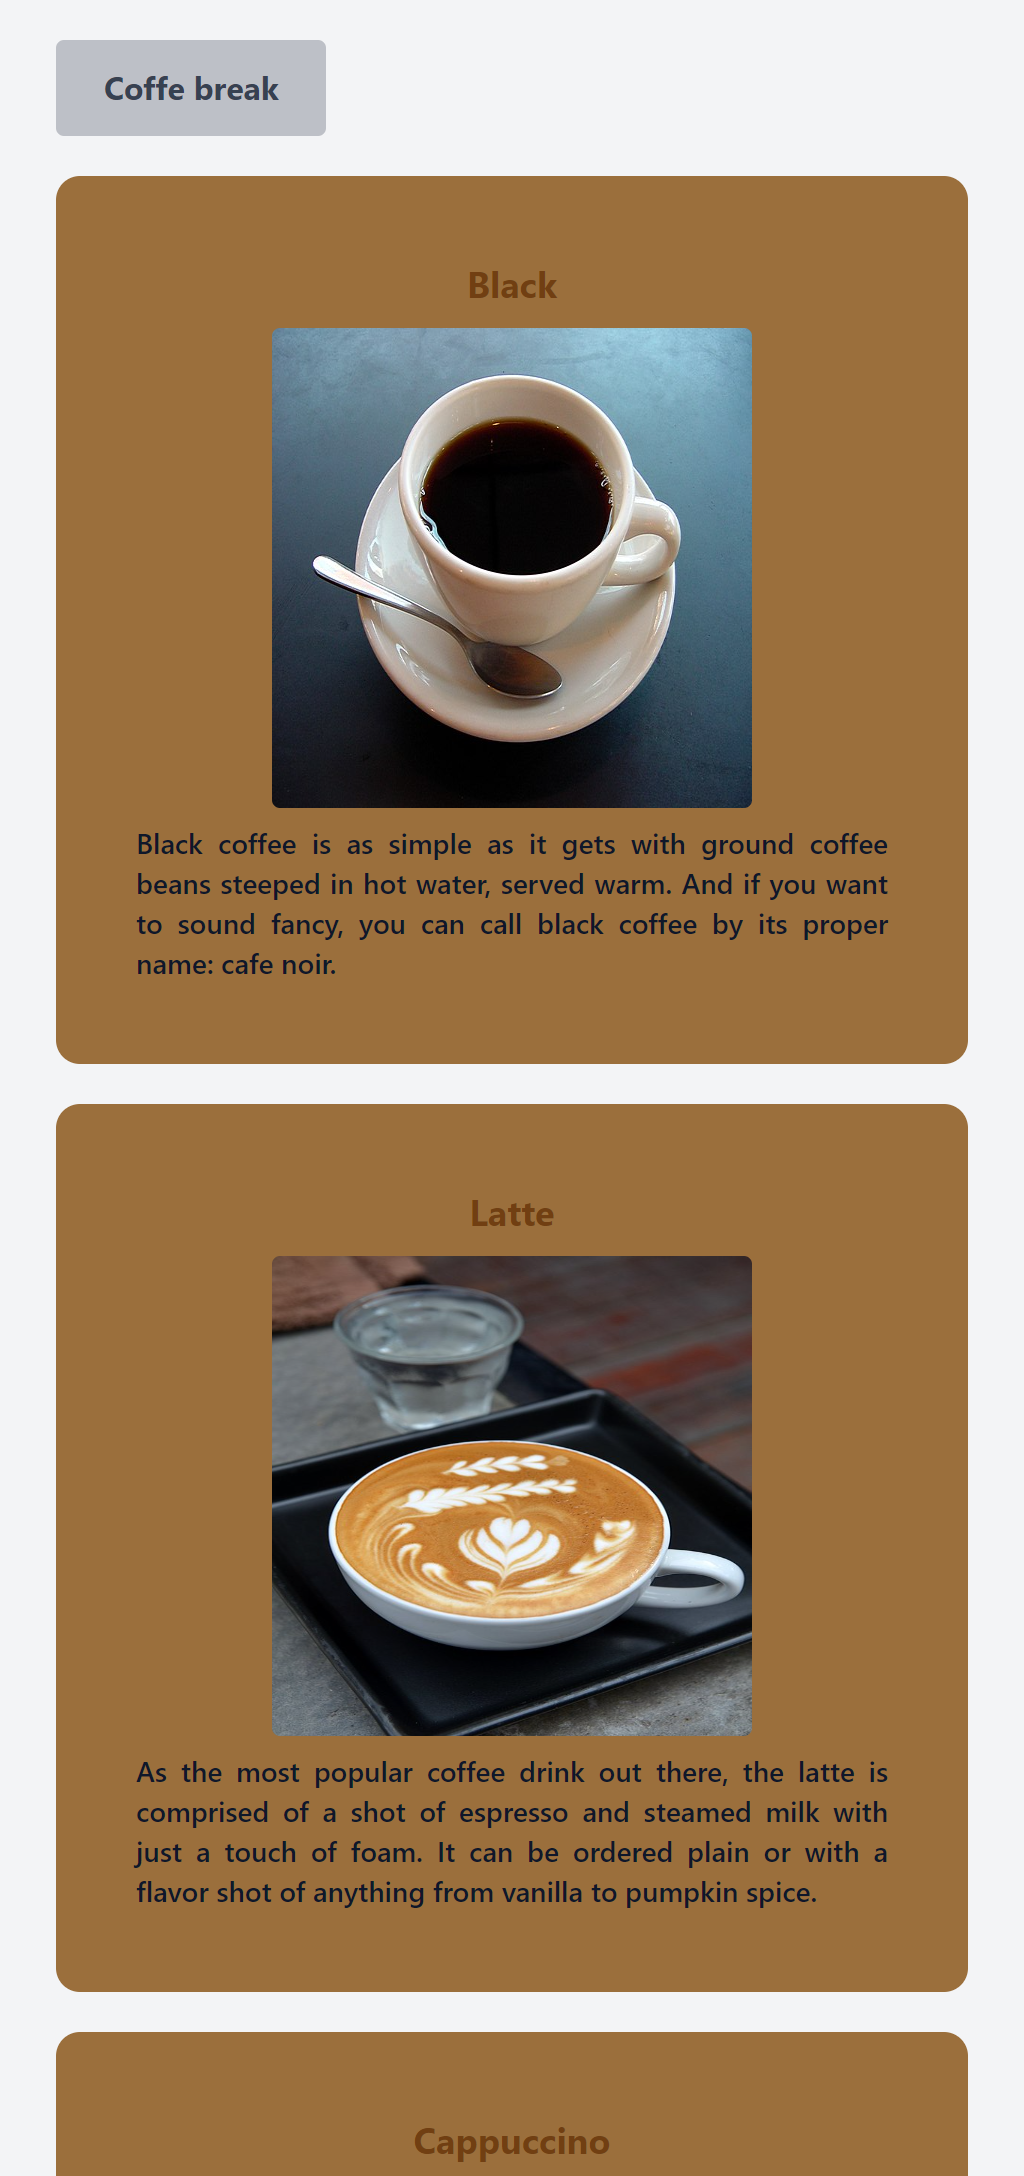 Coffe break
Black
Black coffee is as simple as it gets with ground coffee
beans steeped in hot water, served warm. And if you want
to sound fancy, you can call black coffee by its proper
name: cafe noir.
Latte
As the most popular coffee drink out there, the latte is
comprised of a shot of espresso and steamed milk with
just a touch of foam. It can be ordered plain or with a
flavor shot of anything from vanilla to pumpkin spice.
Cappuccino